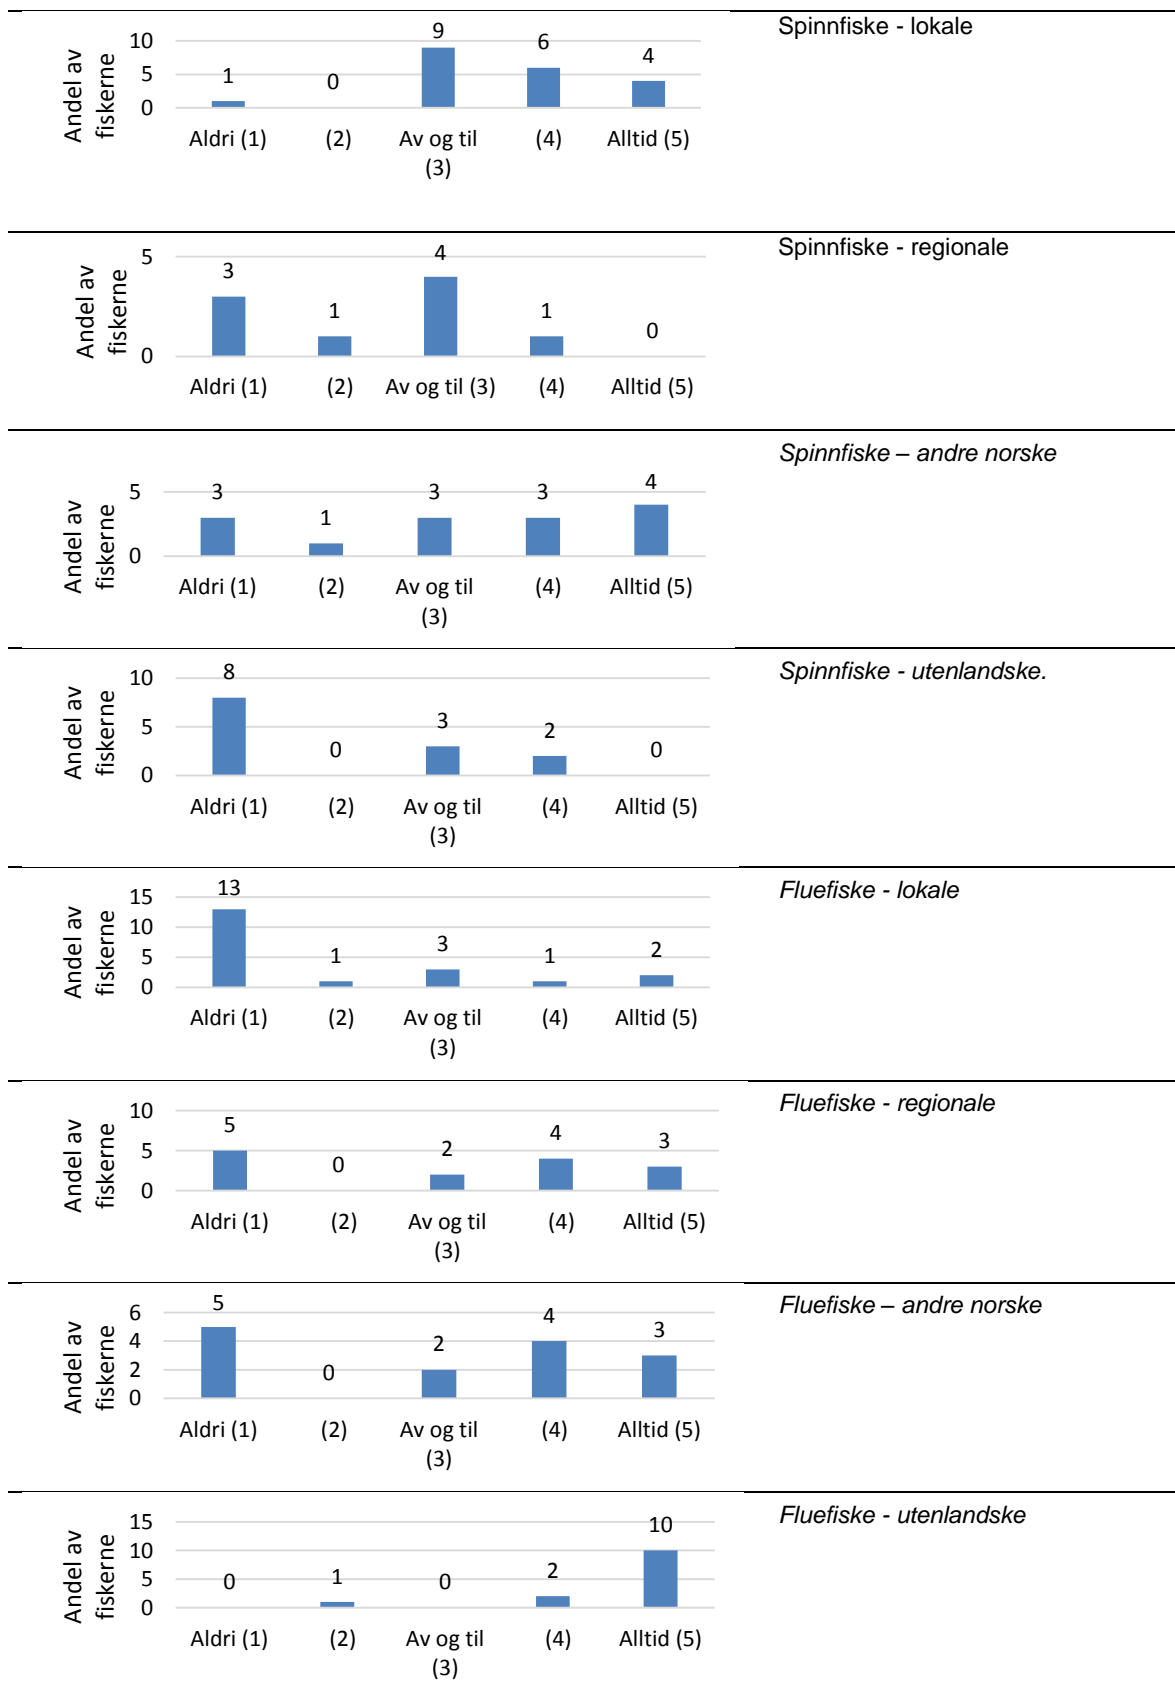 Spinnfiske - lokale
Andel av
fiskerne
10
5
0
1
0
9
6
4
Aldri (1)
(2)
Av og til
(3)
(4)
Alltid (5)
Spinnfiske - regionale
Andel av
fiskerne
5
0
3
1
4
1
0
Aldri (1)
(2)
Av og til (3)
(4)
Alltid (5)
Spinnfiske – andre norske
Andel av
fiskerne
5
0
3
1
3
3
4
Aldri (1)
(2)
Av og til
(3)
(4)
Alltid (5)
Spinnfiske - utenlandske.
Andel av
fiskerne
10
5
0
8
0
3
2
0
Aldri (1)
(2)
Av og til
(3)
(4)
Alltid (5)
Fluefiske - lokale
Andel av
fiskerne
15
10
5
0
13
1
3
1
2
Aldri (1)
(2)
Av og til
(3)
(4)
Alltid (5)
Fluefiske - regionale
Andel av
fiskerne
10
5
0
5
0
2
4
3
Aldri (1)
(2)
Av og til
(3)
(4)
Alltid (5)
Fluefiske – andre norske
Andel av
fiskerne
6
4
2
0
5
0
2
4
3
Aldri (1)
(2)
Av og til
(3)
(4)
Alltid (5)
Fluefiske - utenlandske
Andel av
fiskerne
15
10
5
0
0
1
0
2
10
Aldri (1)
(2)
Av og til
(3)
(4)
Alltid (5)